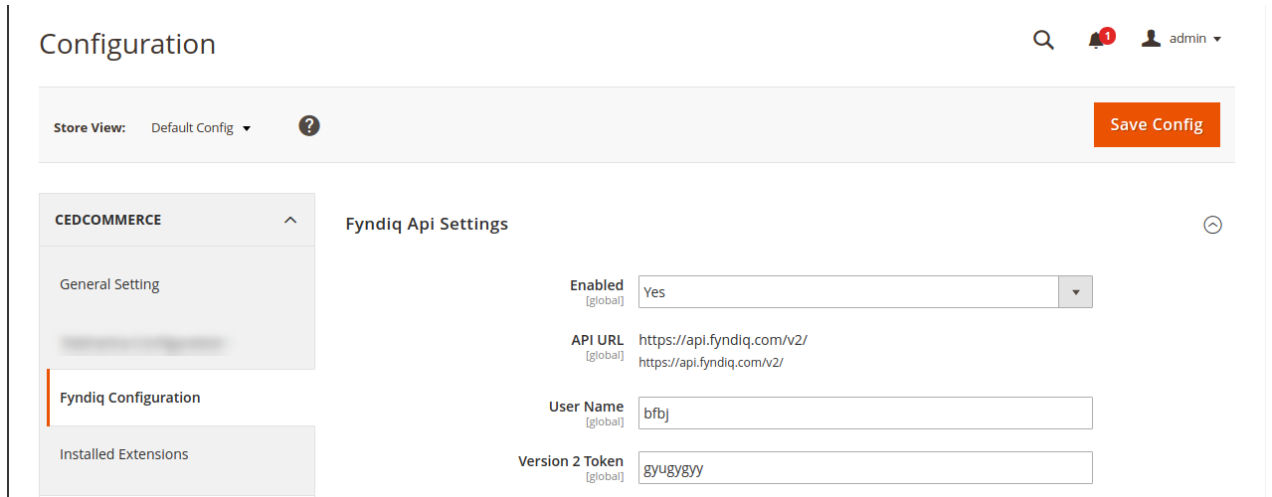 Configuration
1
admin
Store View: Default Config ?
Save Config
CEDCOMMERCE
General Setting
Fyndiq Configuration
Installed Extensions
Fyndiq Api Settings
Enabled
[global]
Yes
API URL
[global]
https://api.fyndiq.com/v2/
https://api.fyndiq.com/v2/
User Name
[global]
bfbj
Version 2 Token
[global]
gyugygyy